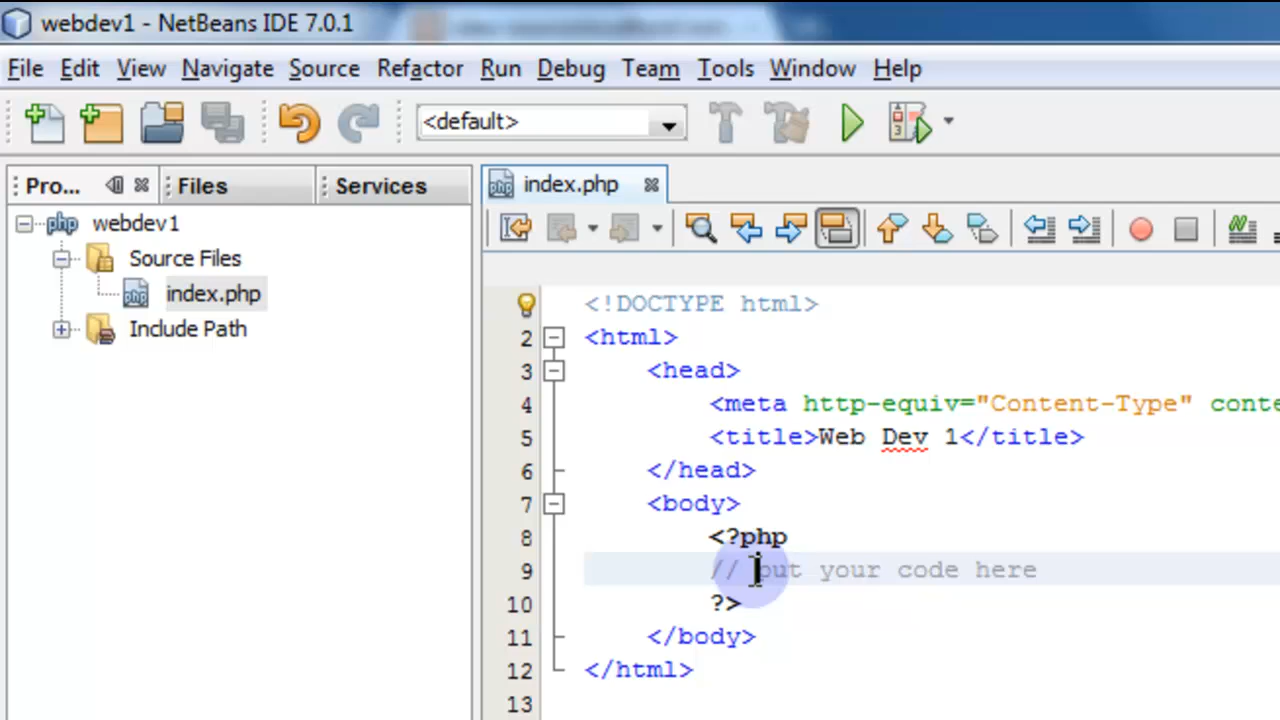 webdev1 - NetBeans IDE 7.0.1
File Edit View Navigate Source Refactor Run Debug Team Tools Window Help
<default>
Pro... Files Services
index.php
webdev1
Source Files
index.php
Include Path
<!DOCTYPE html>
2 <html>
3 <head>
4 <meta http-equiv="Content-Type" conte
5 <title>Web Dev 1</title>
6 </head>
7 <body>
8 <?php
9 // put your code here
10 ?>
11 </body>
12 </html>
13